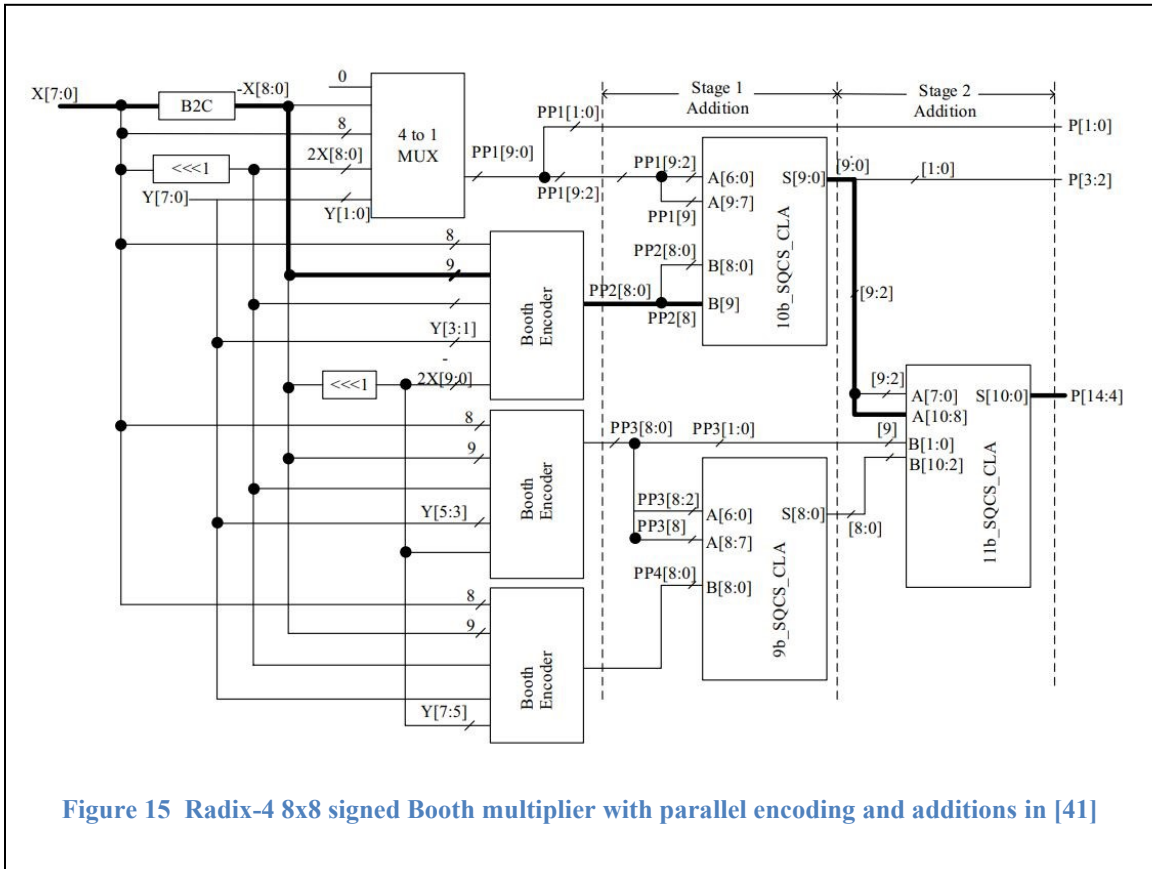 X[7:0]
B2C
-X[8:0]
0
8
<<<1
2X[8:0]
Y[7:0]
Y[1:0]
4 to 1
MUX
PP1[9:0]
PP1[1:0]
PP1[9:2]
Stage 1
Addition
Stage 2
Addition
P[1:0]
PP1[9:2]
PP1[9]
A[6:0]
A[9:7]
S[9:0]
[9:0]
[1:0]
P[3:2]
8
9
Y[3:1]
-
2X[9:0]
<<<1
Booth
Encoder
PP2[8:0]
PP2[8:0]
PP2[8]
B[8:0]
B[9]
10b_SQCS_CLA
[9:2]
[9:2]
A[7:0]
A[10:8]
S[10:0]
P[14:4]
[9]
B[1:0]
B[10:2]
11b_SQCS_CLA
8
9
Y[5:3]
Booth
Encoder
PP3[8:0]
PP3[1:0]
PP3[8:2]
PP3[8]
A[6:0]
A[8:7]
S[8:0]
[8:0]
PP4[8:0]
B[8:0]
9b_SQCS_CLA
8
9
Y[7:5]
Booth
Encoder
Figure 15 Radix-4 8x8 signed Booth multiplier with parallel encoding and additions in [41]